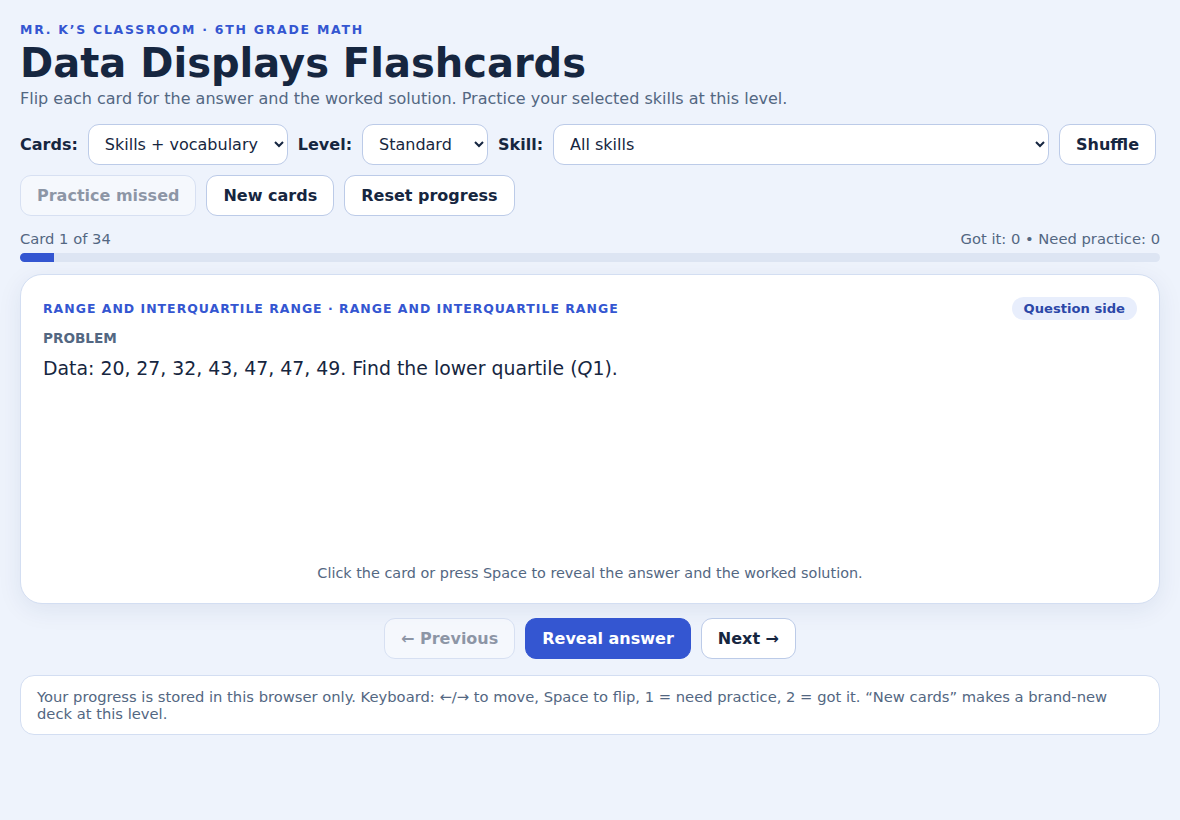 MR. K’S CLASSROOM · 6TH GRADE MATH
Data Displays Flashcards
Flip each card for the answer and the worked solution. Practice your selected skills at this level.
Cards: Skills + vocabulary Level: Standard Skill: All skills Shuffle
Practice missed New cards Reset progress
Card 1 of 34 Got it: 0 • Need practice: 0
RANGE AND INTERQUARTILE RANGE · RANGE AND INTERQUARTILE RANGE Question side
PROBLEM
Data: 20, 27, 32, 43, 47, 47, 49. Find the lower quartile (Q1).
Click the card or press Space to reveal the answer and the worked solution.
← Previous Reveal answer Next →
Your progress is stored in this browser only. Keyboard: ←/→ to move, Space to flip, 1 = need practice, 2 = got it. “New cards” makes a brand-new
deck at this level.